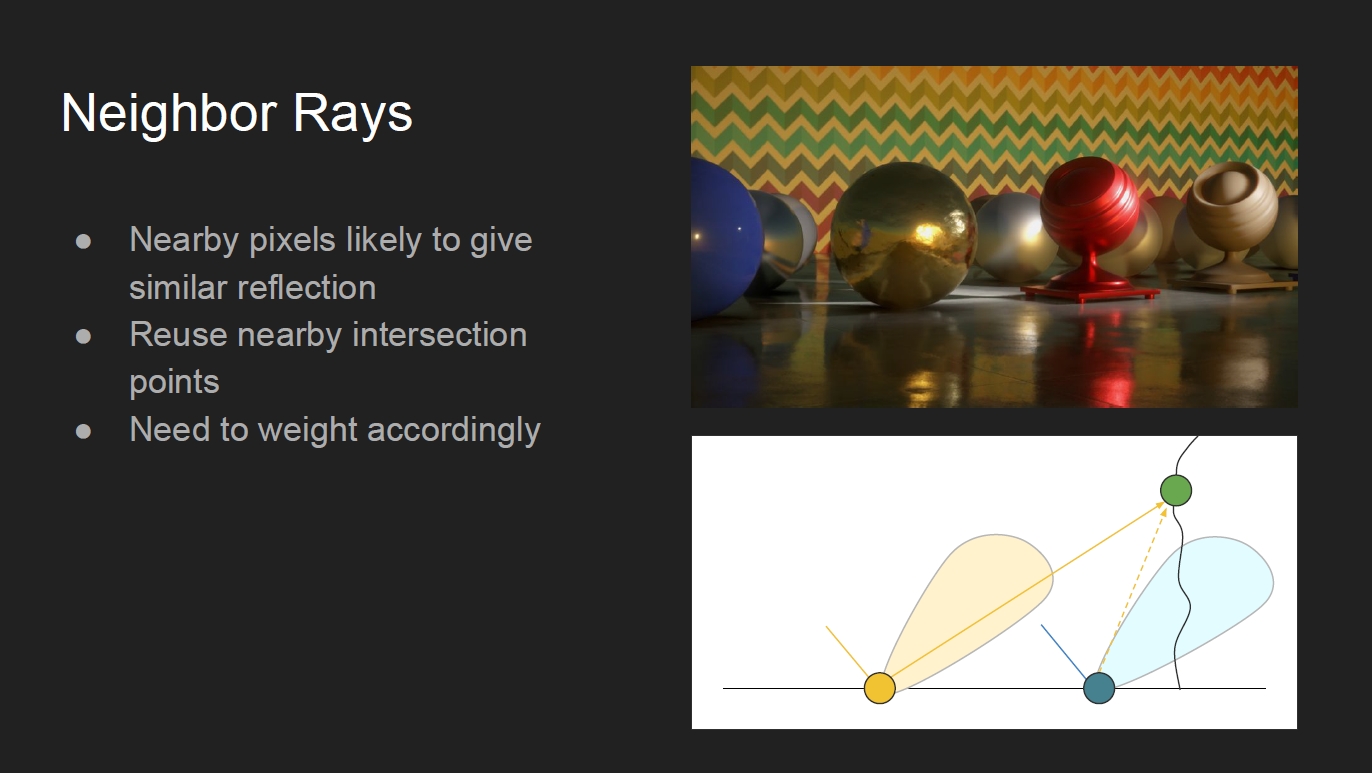 Neighbor Rays
● Nearby pixels likely to give
similar reflection
● Reuse nearby intersection
points
● Need to weight accordingly